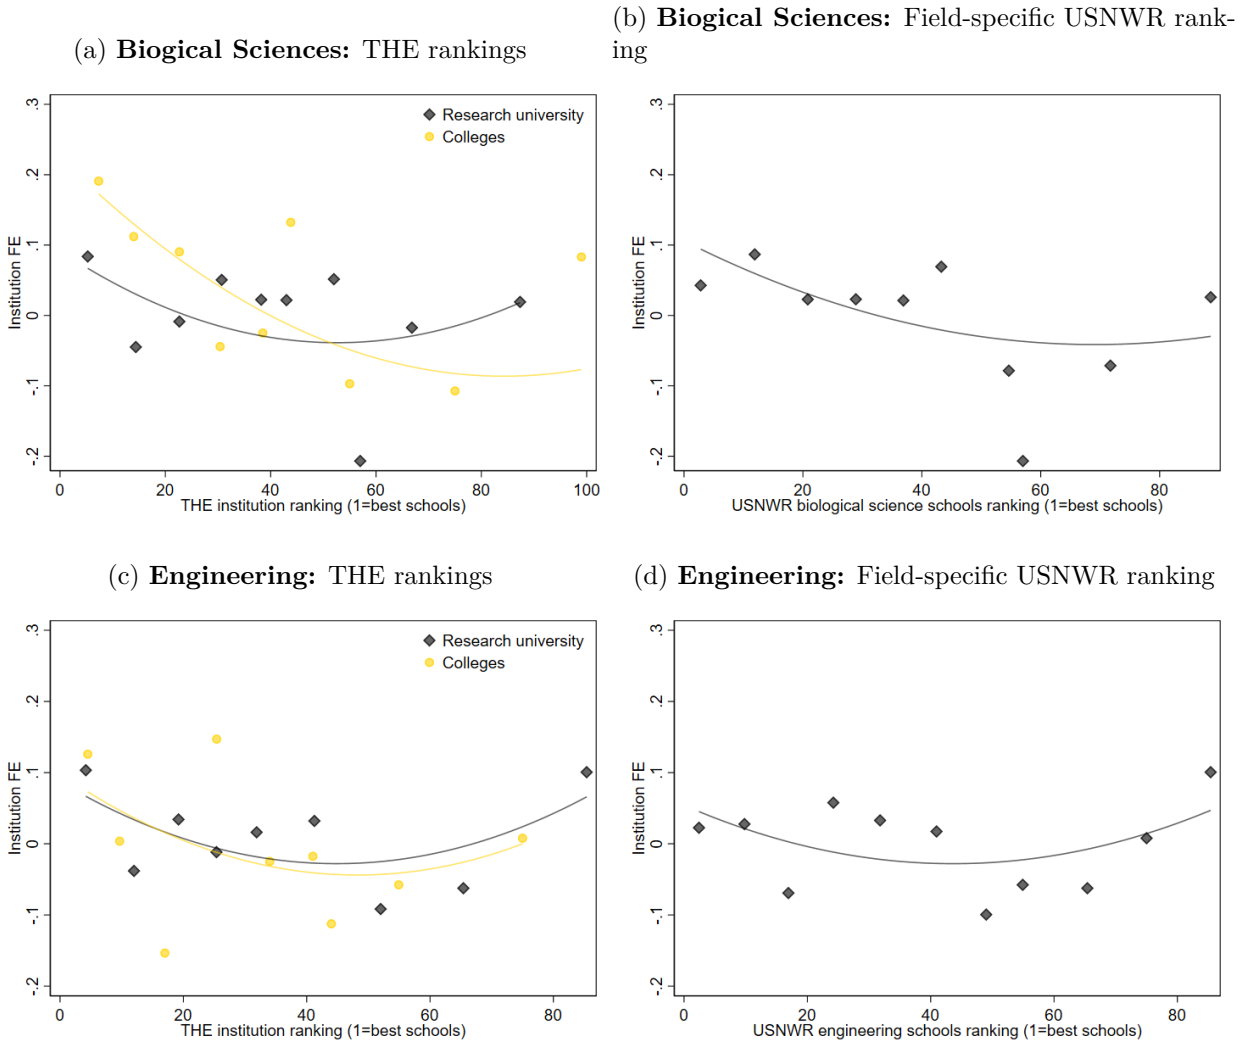 (a) Biogical Sciences: THE rankings
(b) Biogical Sciences: Field-specific USNWR rank-
ing
.3
.2
.1
0
-.1
-.2
Institution FE
Research university
Colleges
0 20 40 60 80 100
THE institution ranking (1=best schools)
.3
.2
.1
0
-.1
-.2
Institution FE
0 20 40 60 80
USNWR biological science schools ranking (1=best schools)
(c) Engineering: THE rankings
(d) Engineering: Field-specific USNWR ranking
.3
.2
.1
0
-.1
-.2
Institution FE
Research university
Colleges
0 20 40 60 80
THE institution ranking (1=best schools)
.3
.2
.1
0
-.1
-.2
Institution FE
0 20 40 60 80
USNWR engineering schools ranking (1=best schools)